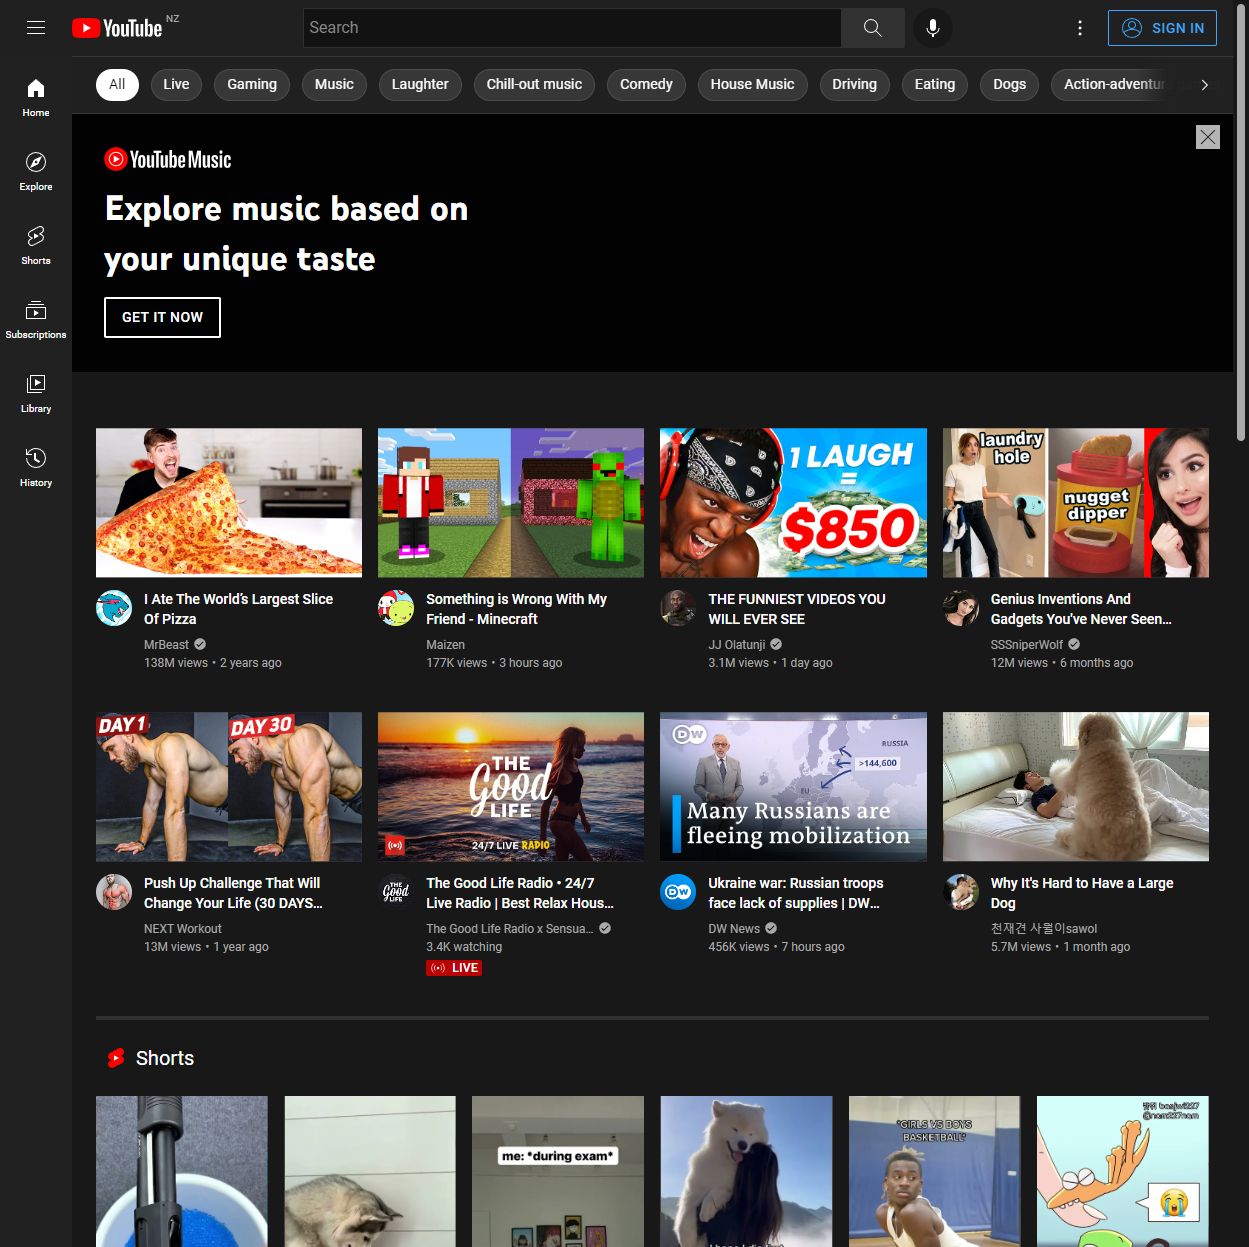 YouTube NZ
Search
SIGN IN
Home
Explore
Shorts
Subscriptions
Library
History
All
Live
Gaming
Music
Laughter
Chill-out music
Comedy
House Music
Driving
Eating
Dogs
YouTube Music
Explore music based on
your unique taste
GET IT NOW
I Ate The World’s Largest Slice
Of Pizza
MrBeast
138M views • 2 years ago
Something is Wrong With My
Friend - Minecraft
Maizen
177K views • 3 hours ago
1 LAUGH
=
$850
THE FUNNIEST VIDEOS YOU
WILL EVER SEE
JJ Olatunji
3.1M views • 1 day ago
laundry
hole
nugget
dipper
Genius Inventions And
Gadgets You've Never Seen...
SSSniperWolf
12M views • 6 months ago
DAY 1
DAY 30
Push Up Challenge That Will
Change Your Life (30 DAYS...
NEXT Workout
13M views • 1 year ago
THE
Good
LIFE
24/7 LIVE RADIO
THE
Good
LIFE
The Good Life Radio • 24/7
Live Radio | Best Relax Hous...
The Good Life Radio x Sensua...
3.4K watching
LIVE
DW
RUSSIA
>144,600
EU
Many Russians are
fleeing mobilization
DW
Ukraine war: Russian troops
face lack of supplies | DW...
DW News
456K views • 7 hours ago
Why It's Hard to Have a Large
Dog
천재견 사월이sawol
5.7M views • 1 month ago
Shorts
me: *during exam*
"GIRLS VS BOYS
BASKETBALL"